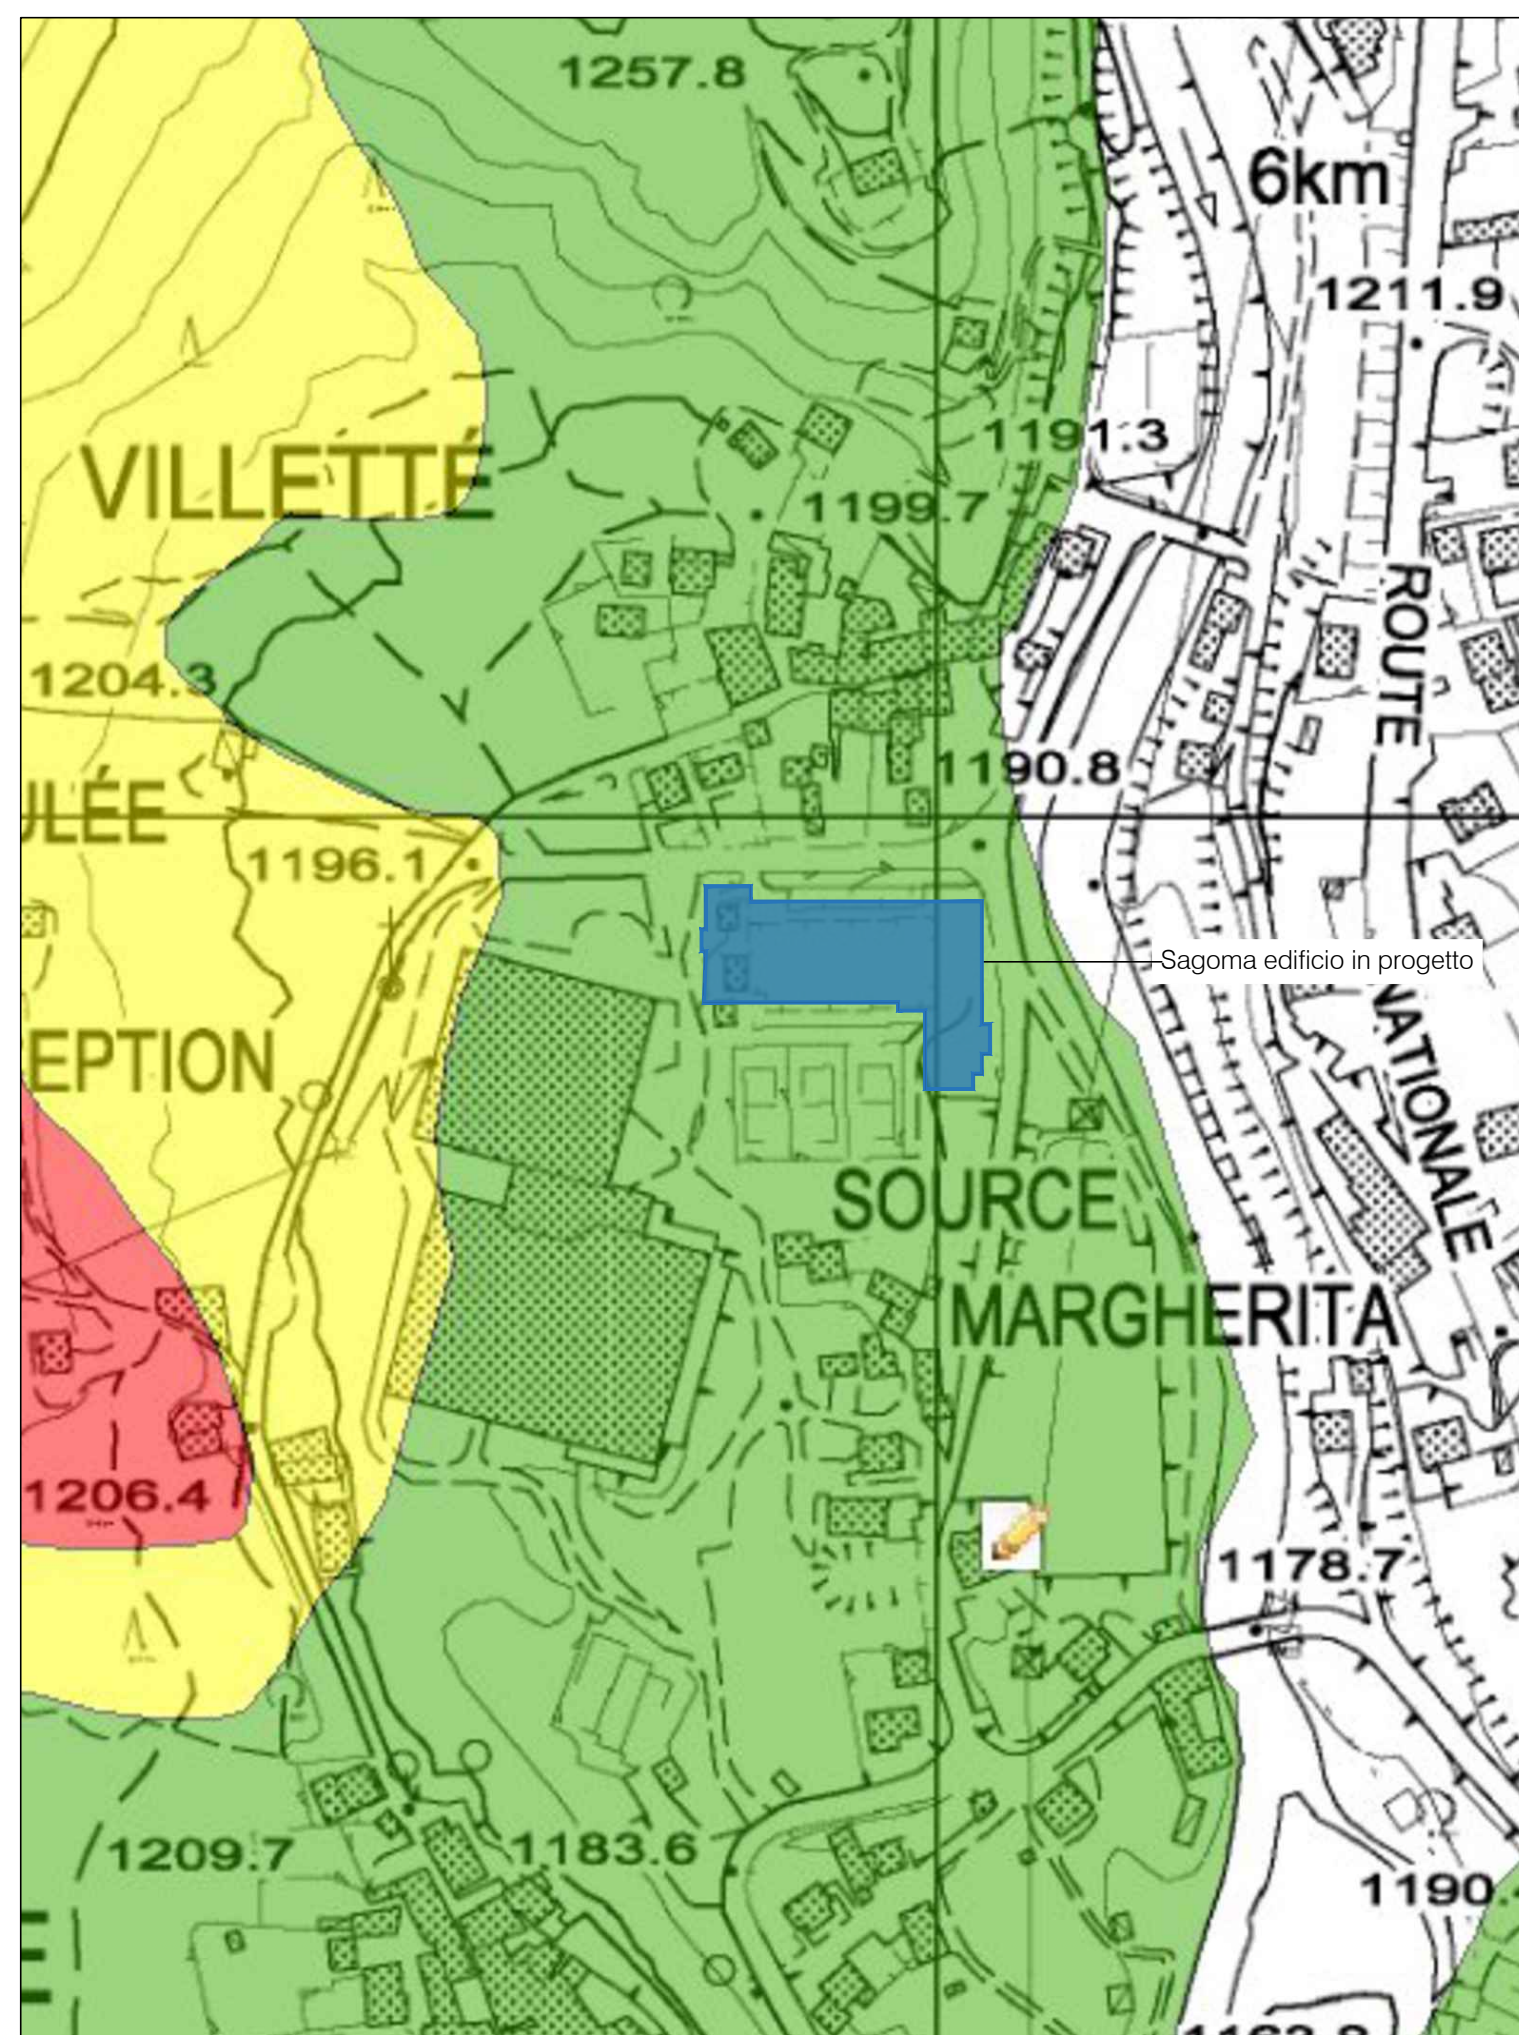 1257.8
6km
1211.9
1191.3
VILLETTÉ
1199.7
ROUTE
1204.3
1190.8
ULÉE
1196.1
Sagoma edificio in progetto
EPTION
NATIONALE
SOURCE
MARGHERITA
1206.4
1178.7
1209.7
1183.6
1190.
E